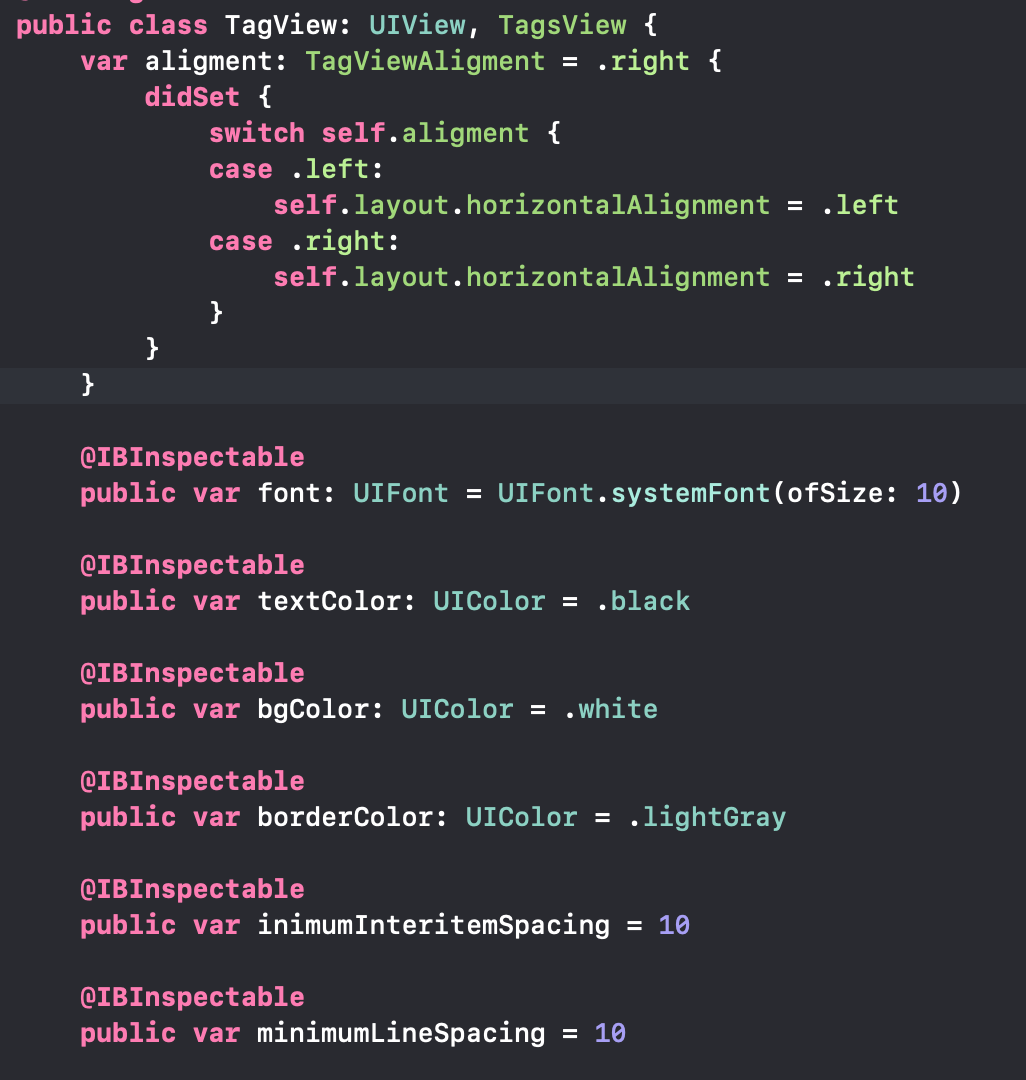 public class TagView: UIView, TagsView {
    var aligment: TagViewAligment = .right {
        didSet {
            switch self.aligment {
            case .left:
                self.layout.horizontalAlignment = .left
            case .right:
                self.layout.horizontalAlignment = .right
            }
        }
    }

    @IBInspectable
    public var font: UIFont = UIFont.systemFont(ofSize: 10)

    @IBInspectable
    public var textColor: UIColor = .black

    @IBInspectable
    public var bgColor: UIColor = .white

    @IBInspectable
    public var borderColor: UIColor = .lightGray

    @IBInspectable
    public var inimumInteritemSpacing = 10

    @IBInspectable
    public var minimumLineSpacing = 10